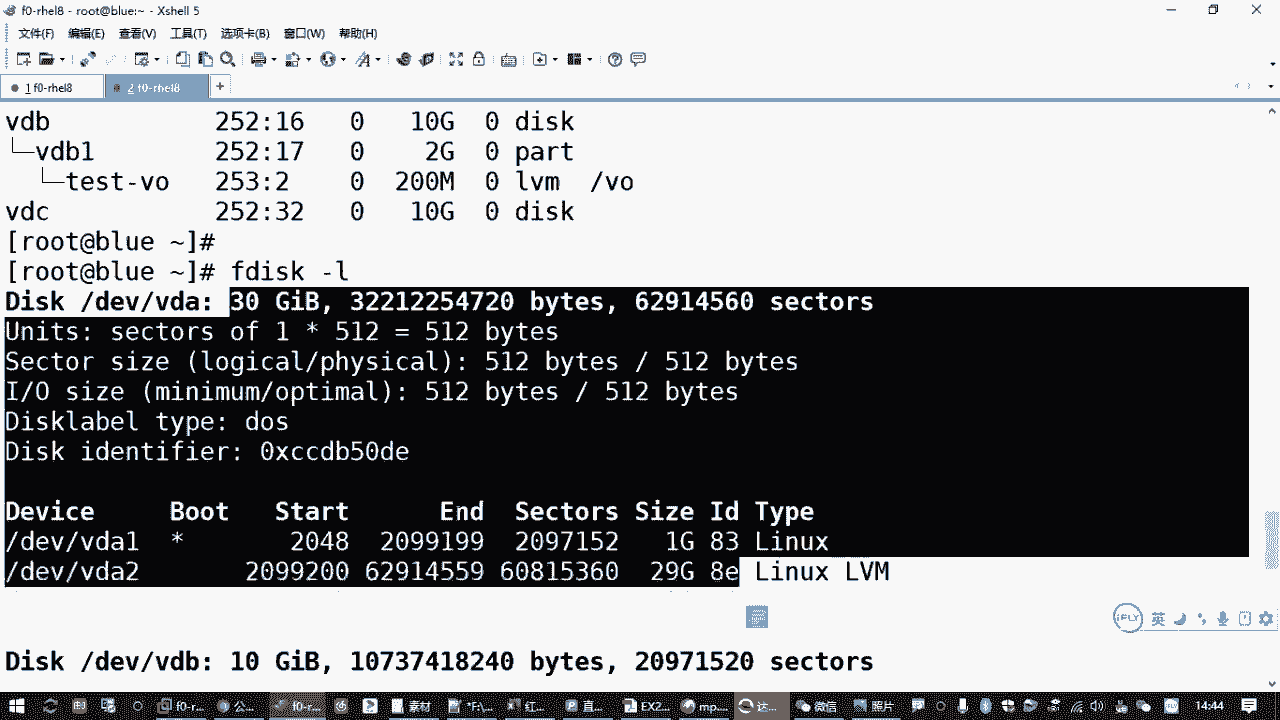 f0-rhel8 - root@blue:~ - Xshell 5
文件(F) 编辑(E) 查看(V) 工具(T) 选项卡(B) 窗口(W) 帮助(H)
1 f0-rhel8 2 f0-rhel8 +
vdb 252:16 0 10G 0 disk
└─vdb1 252:17 0 2G 0 part
└─test-vo 253:2 0 200M 0 lvm /vo
vdc 252:32 0 10G 0 disk
[root@blue ~]#
[root@blue ~]# fdisk -l
Disk /dev/vda: 30 GiB, 32212254720 bytes, 62914560 sectors
Units: sectors of 1 * 512 = 512 bytes
Sector size (logical/physical): 512 bytes / 512 bytes
I/O size (minimum/optimal): 512 bytes / 512 bytes
Disklabel type: dos
Disk identifier: 0xccdb50de
Device Boot Start End Sectors Size Id Type
/dev/vda1 * 2048 2099199 2097152 1G 83 Linux
/dev/vda2 2099200 62914559 60815360 29G 8e Linux LVM
iFLY 英
Disk /dev/vdb: 10 GiB, 10737418240 bytes, 20971520 sectors
f0-r... 公... f0-r... 素材 *F:\... 红... 直... EX2... mp... 达... 微信 照片 14:44